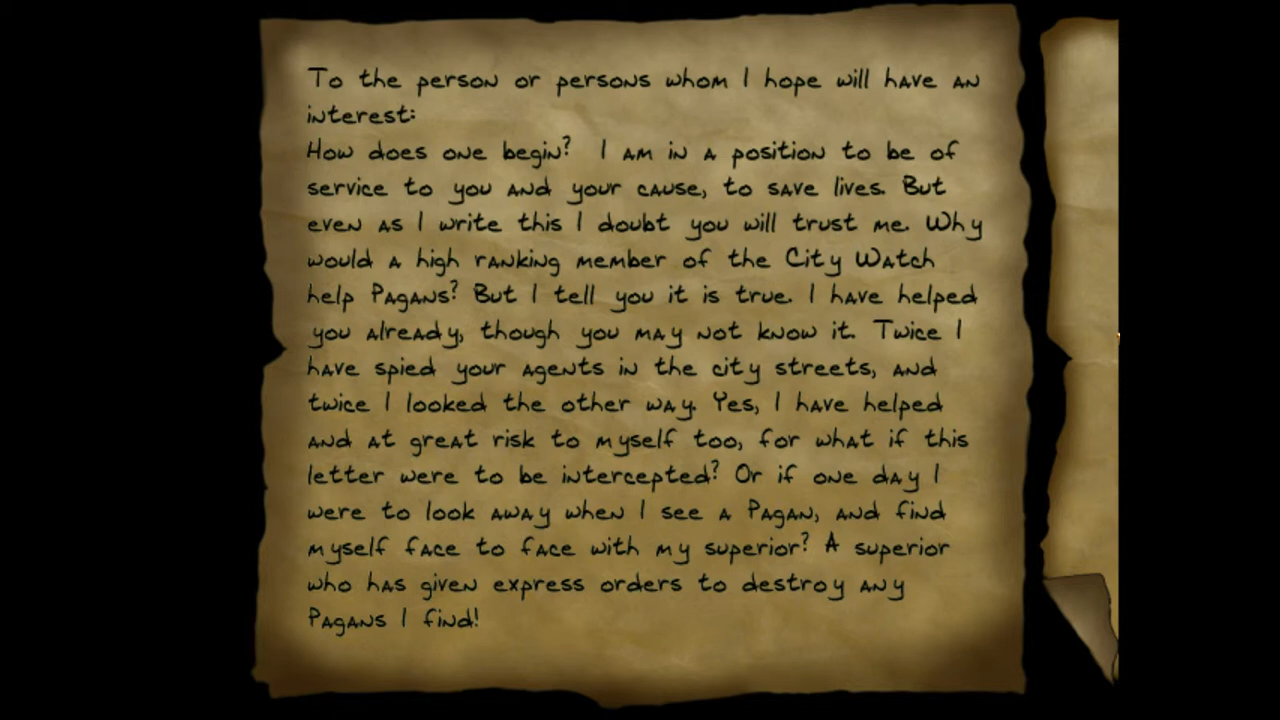 To the person or persons whom I hope will have an
interest:
How does one begin?  I am in a position to be of
service to you and your cause, to save lives. But
even as I write this I doubt you will trust me. Why
would a high ranking member of the City Watch
help Pagans? But I tell you it is true. I have helped
you already, though you may not know it. Twice I
have spied your agents in the city streets, and
twice I looked the other way. Yes, I have helped
and at great risk to myself too, for what if this
letter were to be intercepted? Or if one day I
were to look away when I see a Pagan, and find
myself face to face with my superior? A superior
who has given express orders to destroy any
Pagans I find!